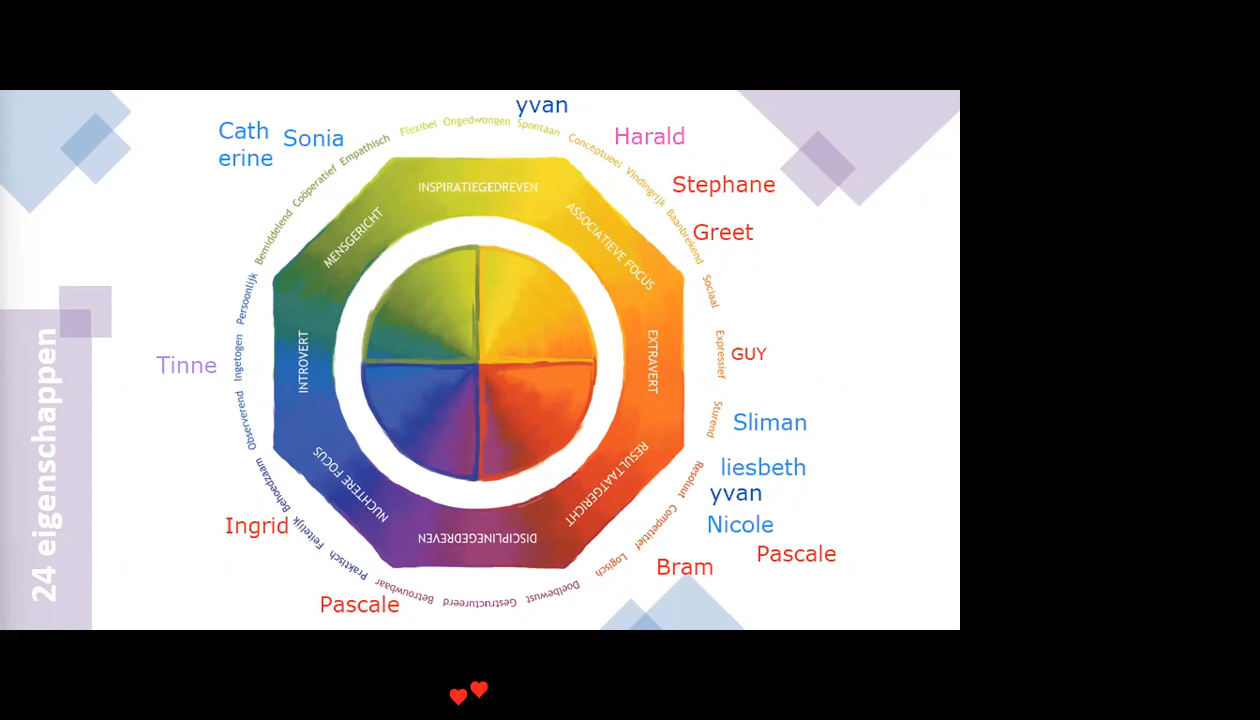 yvan
Cath
erine
Sonia
Harald
Stephane
Greet
GUY
Sliman
liesbeth
yvan
Nicole
Pascale
Bram
Pascale
Ingrid
Tinne
24 eigenschappen
Flexibel
Ongedwongen
Spontaan
Conceptueel
Vindingrijk
Baanbrekend
Sociaal
Expressief
Sturend
Resoluut
Competitief
Logisch
Doelbewust
Gestructureerd
Betrouwbaar
Praktisch
Feitelijk
Behoedzaam
Observerend
Ingetogen
Persoonlijk
Bemiddelend
Coöperatief
Empathisch
INSPIRATIEGEDREVEN
ASSOCIATIEVE FOCUS
EXTRAVERT
RESULTAATGERICHT
DISCIPLINEGEDREVEN
NUCHTERE FOCUS
INTROVERT
MENSGERICHT